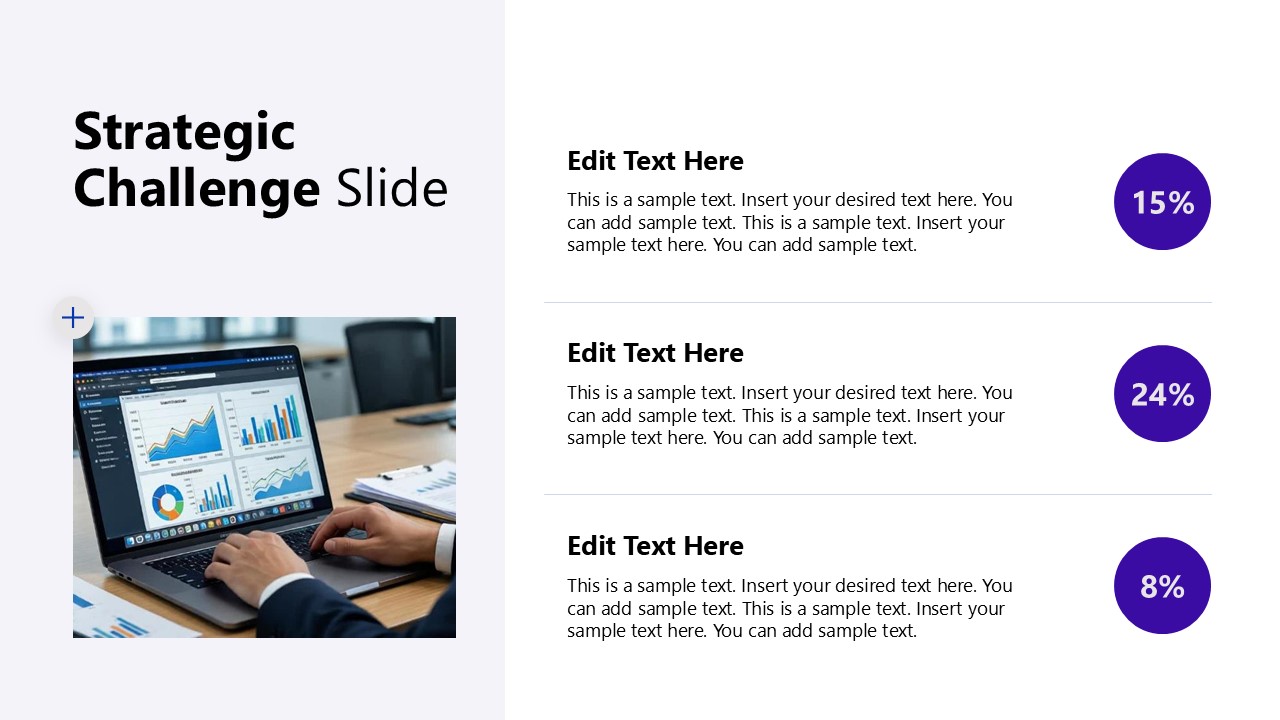 Strategic
Challenge Slide
Edit Text Here
This is a sample text. Insert your desired text here. You
can add sample text. This is a sample text. Insert your
sample text here. You can add sample text.
15%
Edit Text Here
This is a sample text. Insert your desired text here. You
can add sample text. This is a sample text. Insert your
sample text here. You can add sample text.
24%
Edit Text Here
This is a sample text. Insert your desired text here. You
can add sample text. This is a sample text. Insert your
sample text here. You can add sample text.
8%